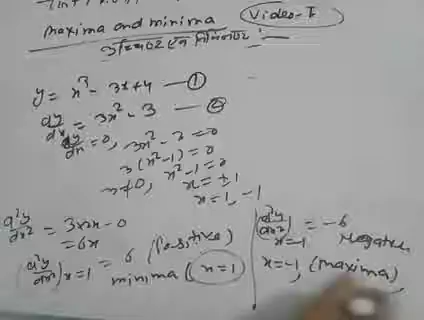 maxima and minima Video-I
y = x³ - 3x + 4 — ①
dy/dx = 3x² - 3 — ②
dy/dx = 0, 3x² - 3 = 0
3(x² - 1) = 0
3 ≠ 0, x² - 1 = 0
x = ± 1
x = 1, -1
d²y/dx² = 3x2x - 0
= 6x
(d²y/dx²) x = 1 = 6 (Positive)
minima (x = 1)
(d²y/dx²) x = -1 = -6
Negative
x = -1, (maxima)